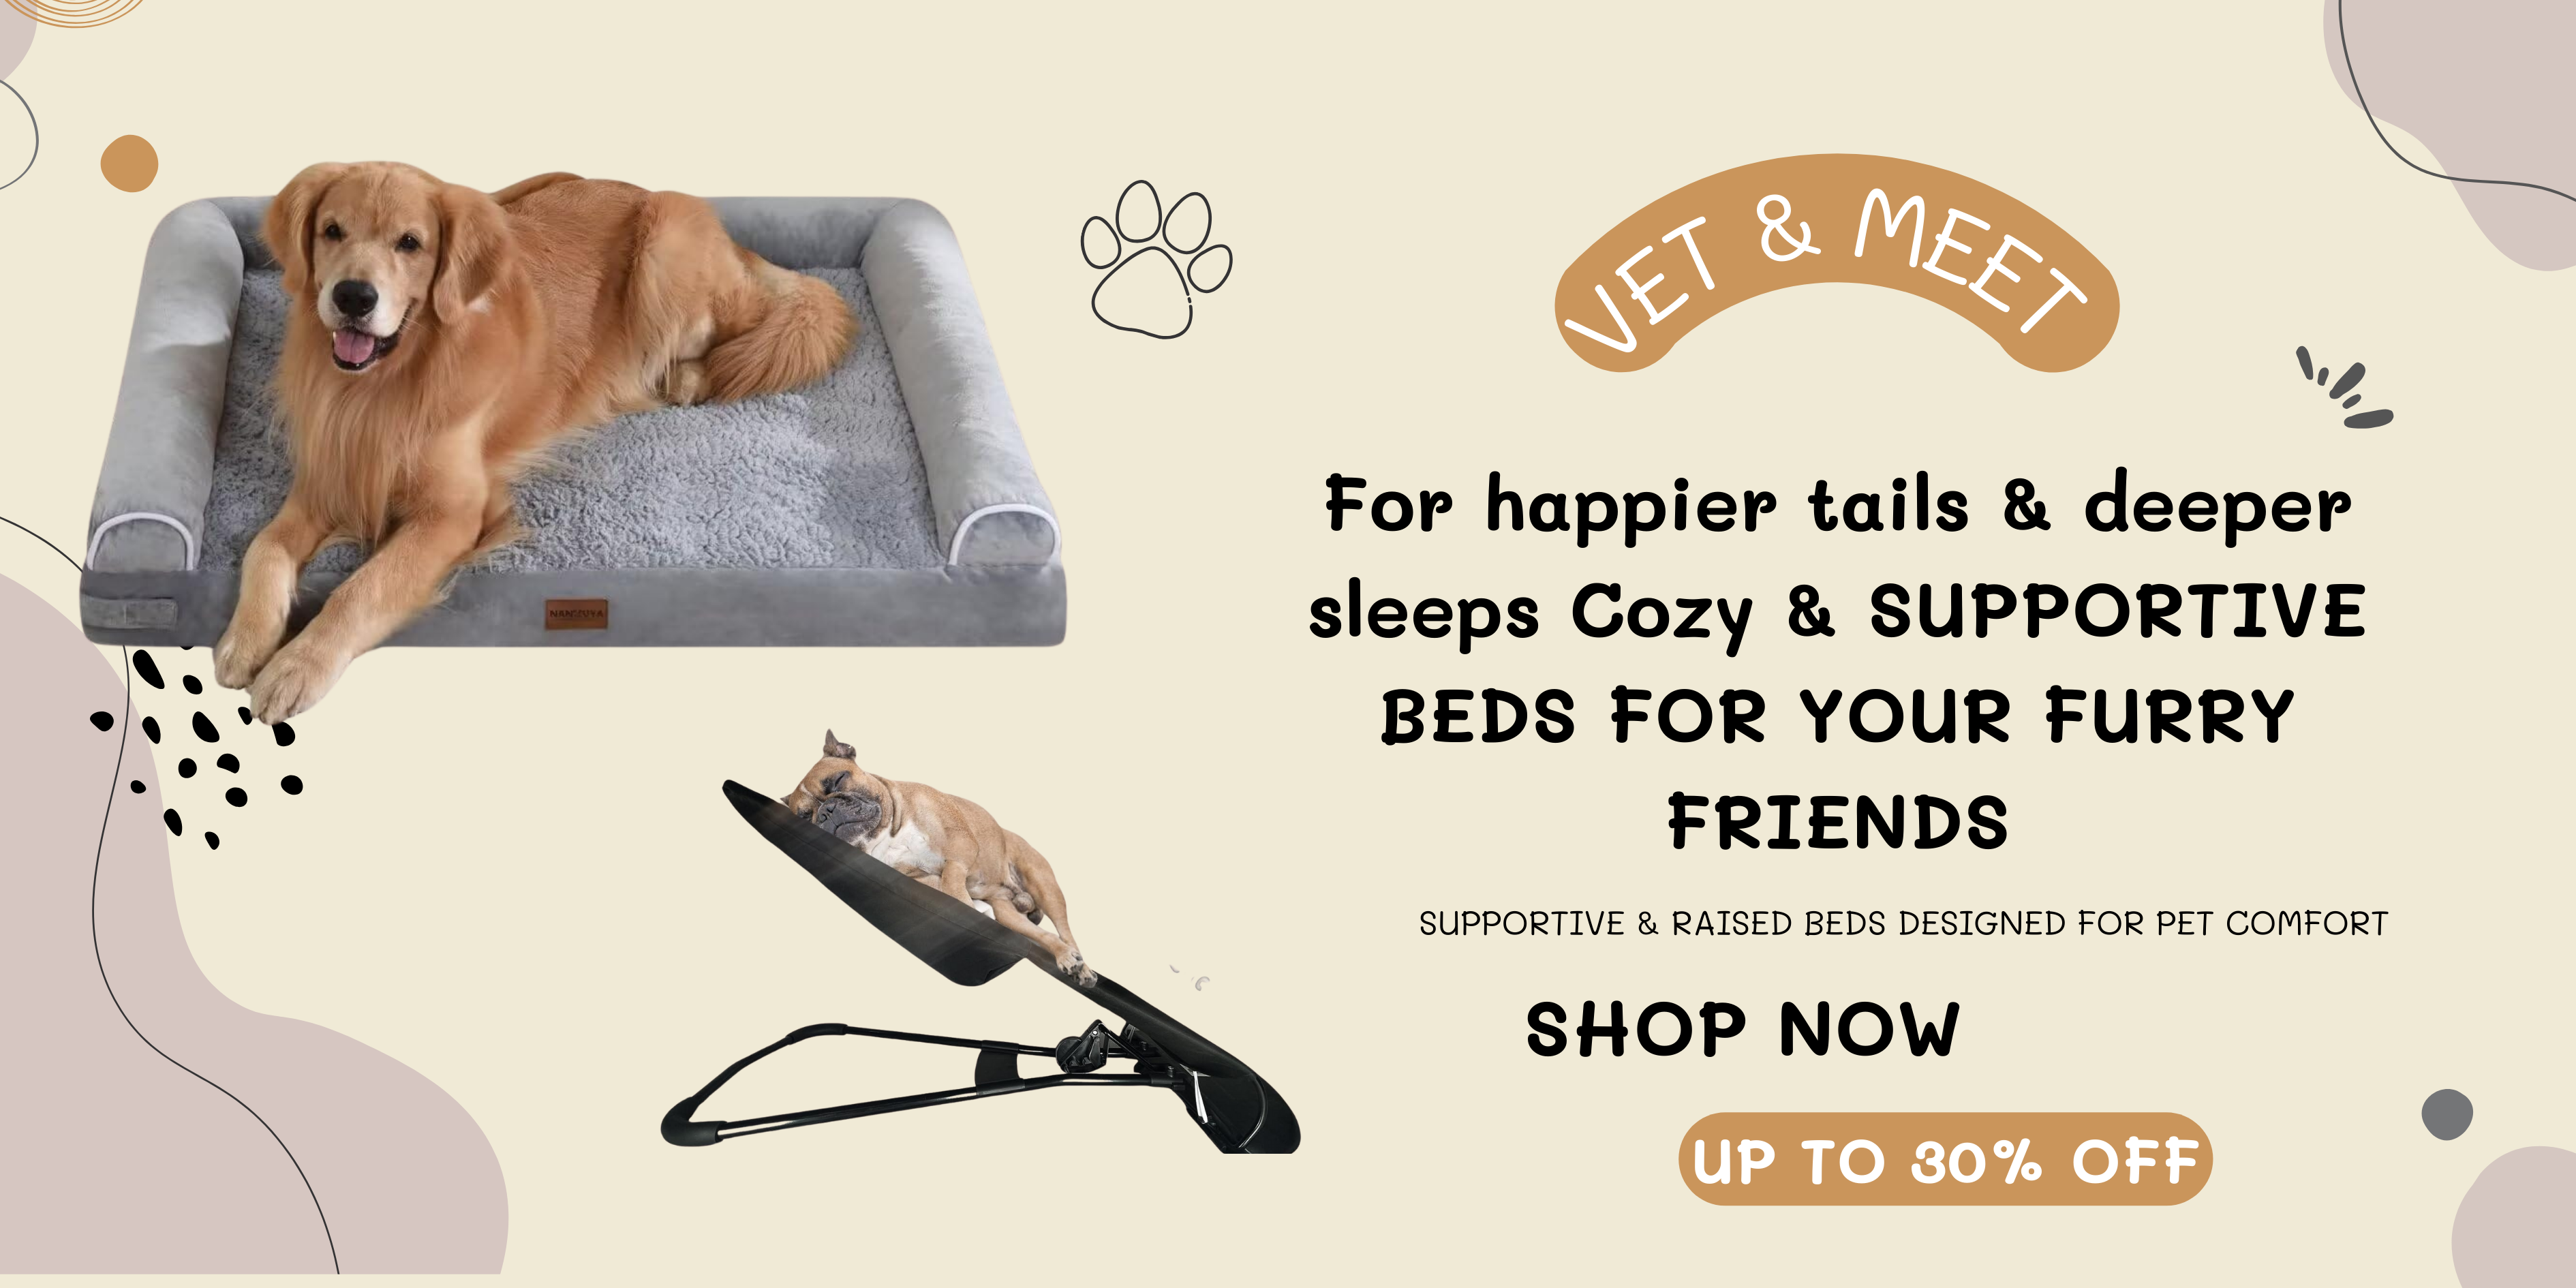 VET & MEET
For happier tails & deeper
sleeps Cozy & SUPPORTIVE
BEDS FOR YOUR FURRY
FRIENDS
SUPPORTIVE & RAISED BEDS DESIGNED FOR PET COMFORT
SHOP NOW
UP TO 30% OFF